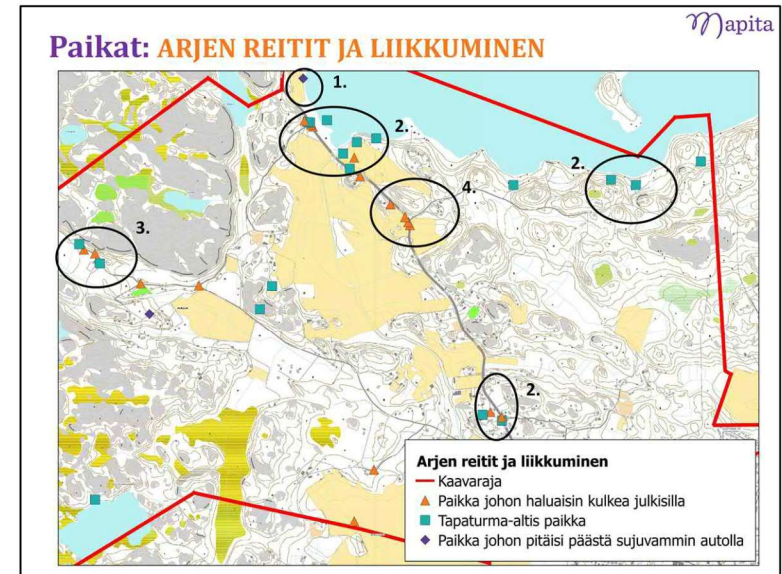 Mapita
Paikat: ARJEN REITIT JA LIIKKUMINEN
1.
2.
2.
4.
3.
2.
Arjen reitit ja liikkuminen
Kaavaraja
Paikka johon haluaisin kulkea julkisilla
Tapaturma-altis paikka
Paikka johon pitäisi päästä sujuvammin autolla